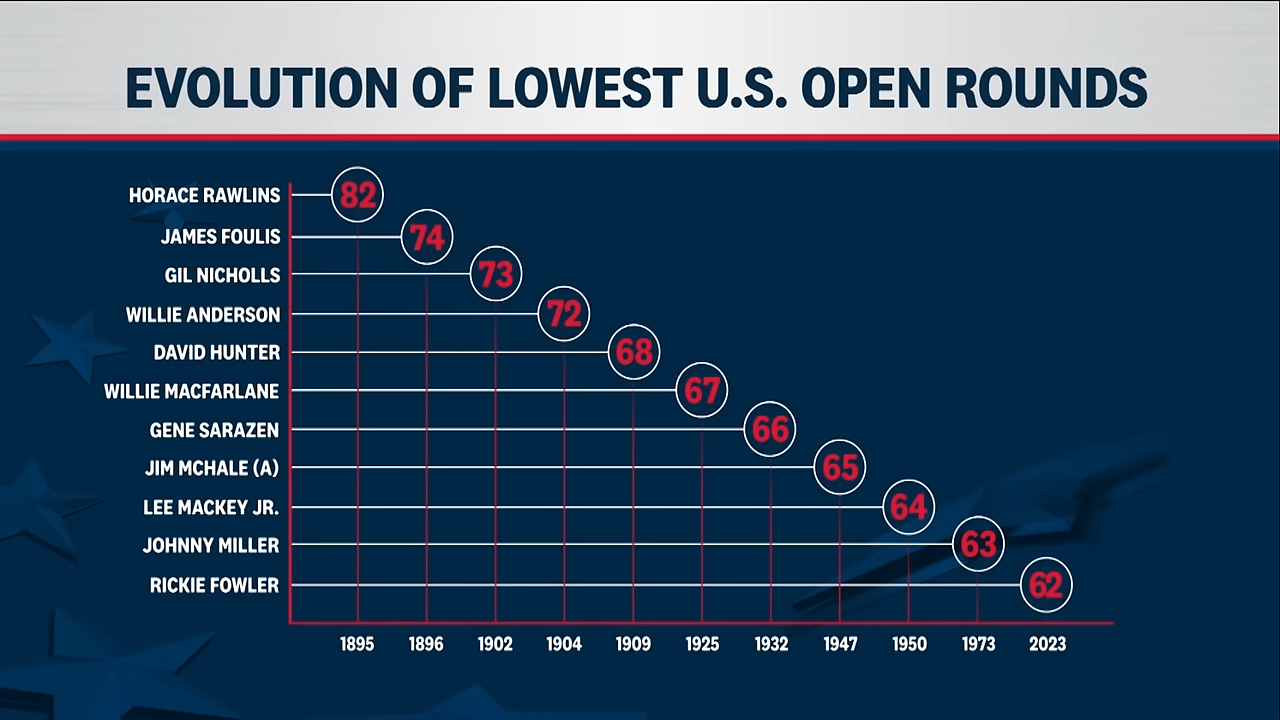 EVOLUTION OF LOWEST U.S. OPEN ROUNDS
HORACE RAWLINS 82
JAMES FOULIS 74
GIL NICHOLLS 73
WILLIE ANDERSON 72
DAVID HUNTER 68
WILLIE MACFARLANE 67
GENE SARAZEN 66
JIM MCHALE (A) 65
LEE MACKEY JR. 64
JOHNNY MILLER 63
RICKIE FOWLER 62
1895 1896 1902 1904 1909 1925 1932 1947 1950 1973 2023